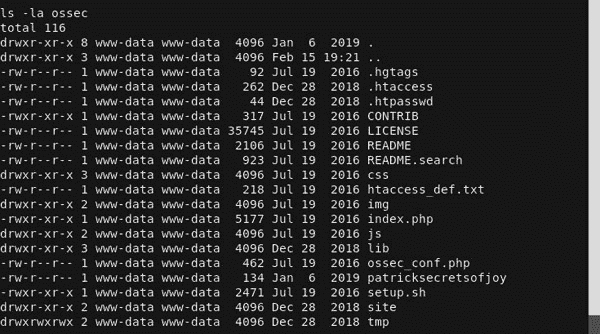 ls -la ossec
total 116
drwxr-xr-x 8 www-data www-data  4096 Jan  6  2019 .
drwxr-xr-x 3 www-data www-data  4096 Feb 15 19:21 ..
-rw-r--r-- 1 www-data www-data    92 Jul 19  2016 .hgtags
-rw-r--r-- 1 www-data www-data   262 Dec 28  2018 .htaccess
-rw-r--r-- 1 www-data www-data    44 Dec 28  2018 .htpasswd
-rwxr-xr-x 1 www-data www-data   317 Jul 19  2016 CONTRIB
-rw-r--r-- 1 www-data www-data 35745 Jul 19  2016 LICENSE
-rw-r--r-- 1 www-data www-data  2106 Jul 19  2016 README
-rw-r--r-- 1 www-data www-data   923 Jul 19  2016 README.search
drwxr-xr-x 3 www-data www-data  4096 Jul 19  2016 css
-rw-r--r-- 1 www-data www-data   218 Jul 19  2016 htaccess_def.txt
drwxr-xr-x 2 www-data www-data  4096 Jul 19  2016 img
-rwxr-xr-x 1 www-data www-data  5177 Jul 19  2016 index.php
drwxr-xr-x 2 www-data www-data  4096 Jul 19  2016 js
drwxr-xr-x 3 www-data www-data  4096 Dec 28  2018 lib
-rw-r--r-- 1 www-data www-data   462 Jul 19  2016 ossec_conf.php
-rw-r--r-- 1 www-data www-data   134 Jan  6  2019 patricksecretsofjoy
-rwxr-xr-x 1 www-data www-data  2471 Jul 19  2016 setup.sh
drwxr-xr-x 2 www-data www-data  4096 Dec 28  2018 site
drwxrwxrwx 2 www-data www-data  4096 Dec 28  2018 tmp